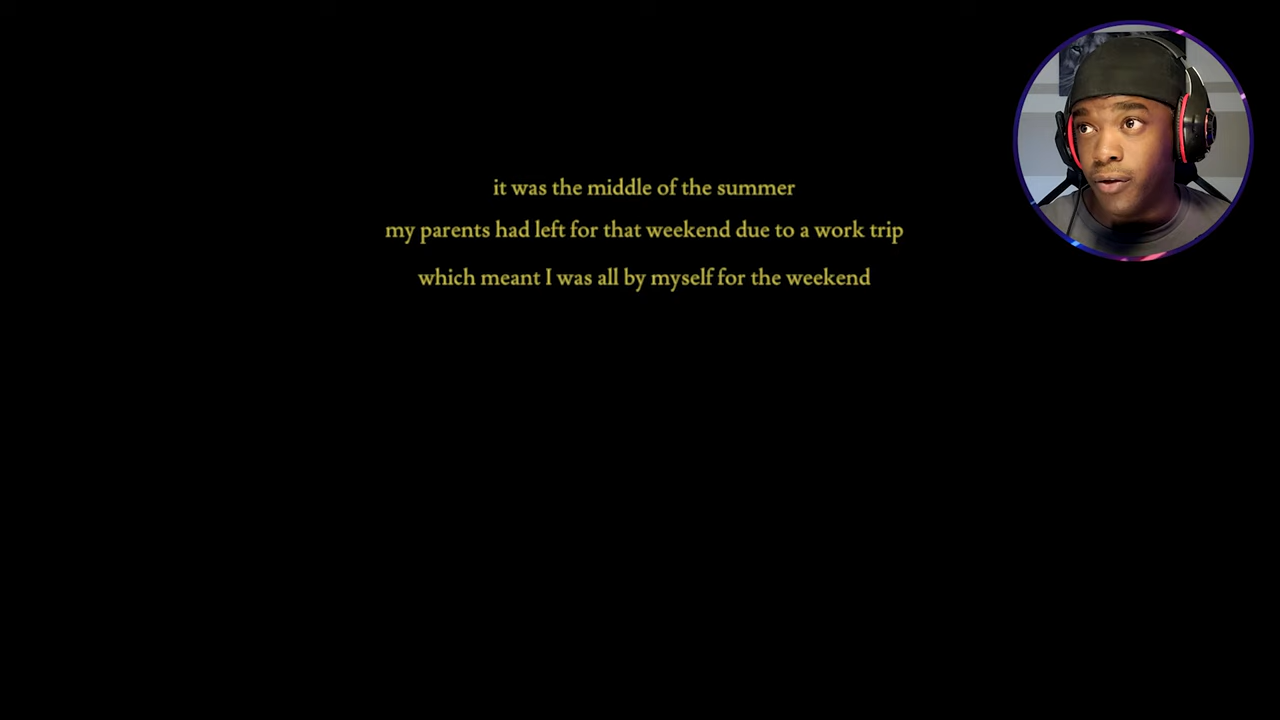 it was the middle of the summer
my parents had left for that weekend due to a work trip
which meant I was all by myself for the weekend